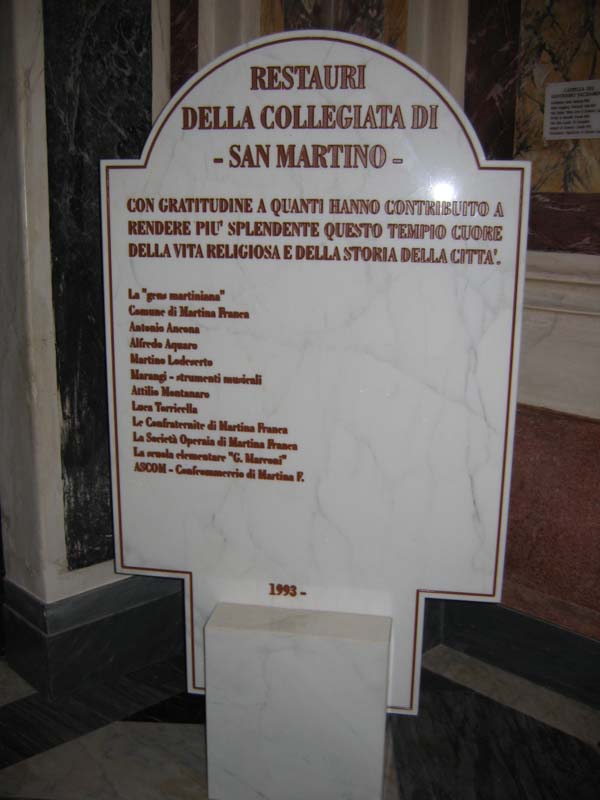 RESTAURI
DELLA COLLEGIATA DI
- SAN MARTINO -
CON GRATITUDINE A QUANTI HANNO CONTRIBUITO A
RENDERE PIU' SPLENDENTE QUESTO TEMPIO CUORE
DELLA VITA RELIGIOSA E DELLA STORIA DELLA CITTA'.
La "gens martiniana"
Comune di Martina Franca
Antonio Ancona
Alfredo Aquaro
Martino Lodeserto
Marangi - strumenti musicali
Attilio Montanaro
Luca Torricella
Le Confraternite di Martina Franca
La Società Operaia di Martina Franca
La scuola elementare "G. Marconi"
ASCOM - Confcommercio di Martina F.
1993 -